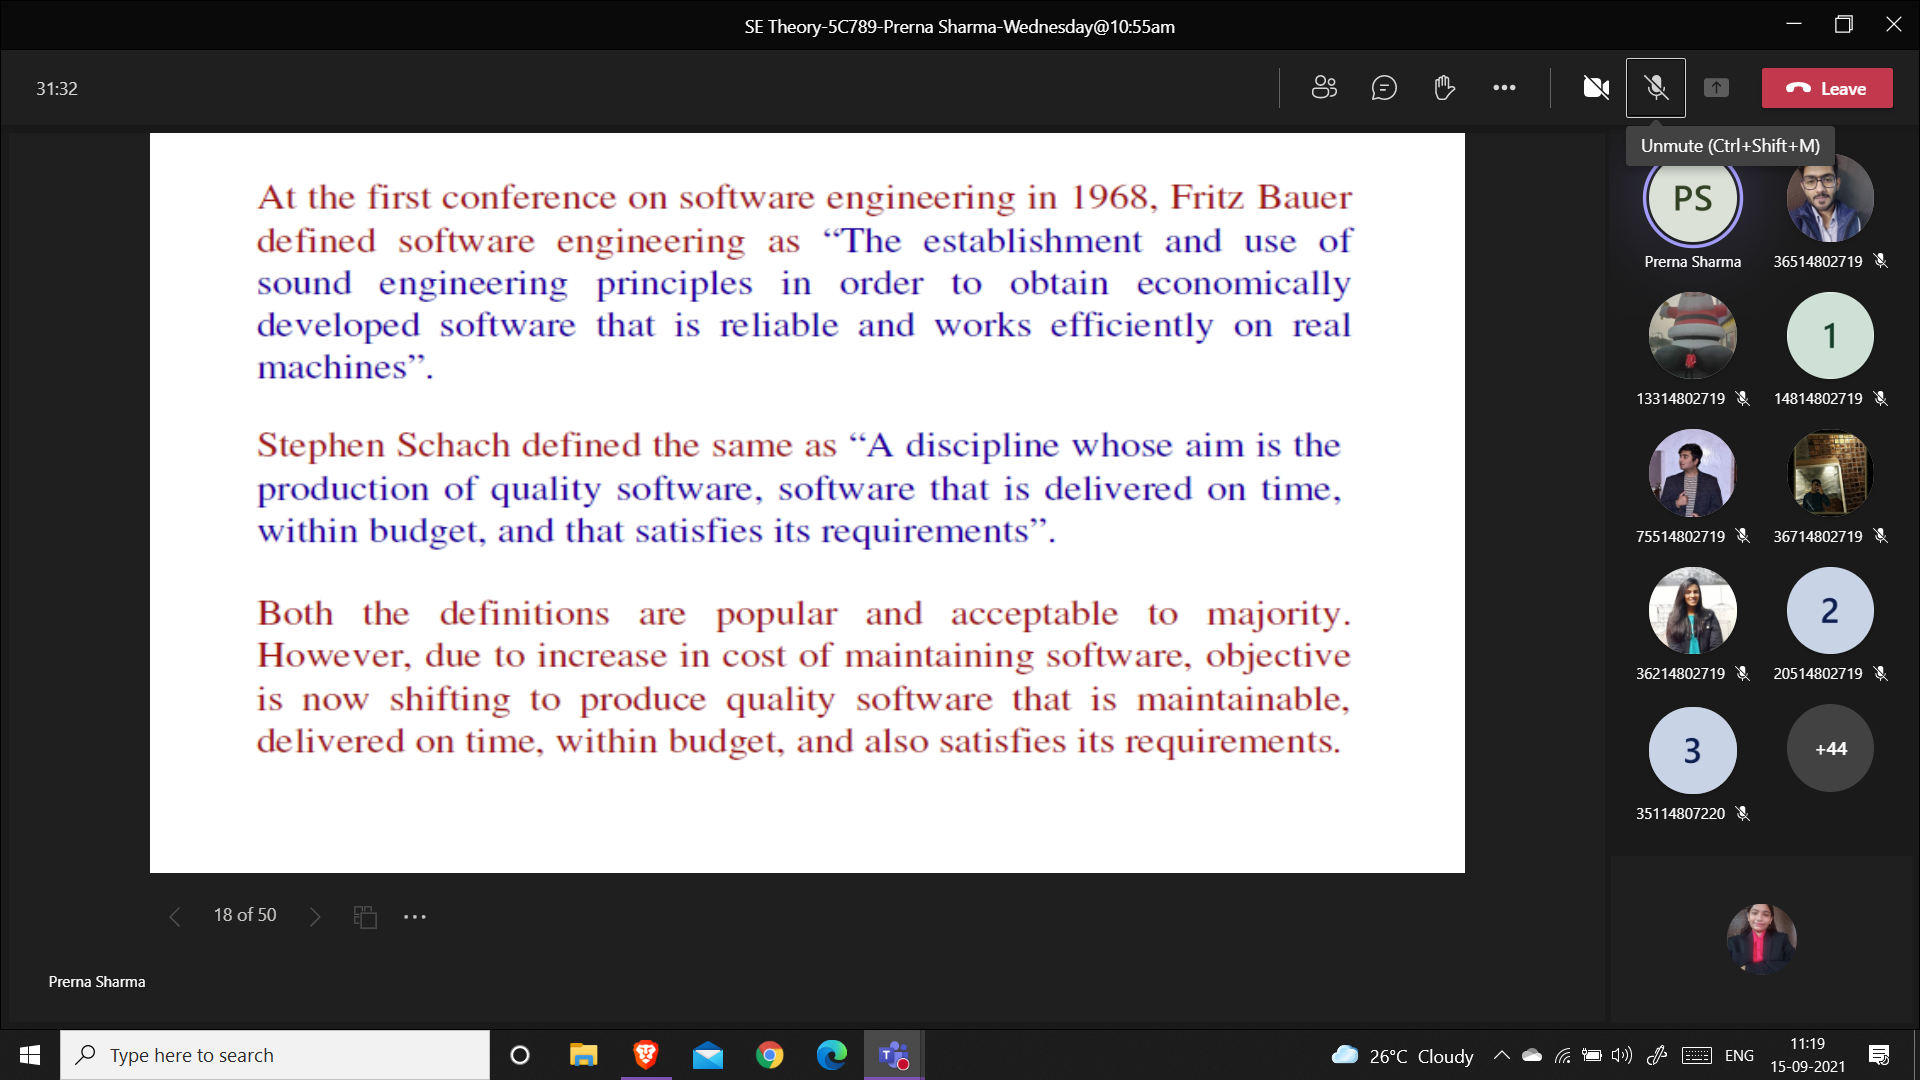 SE Theory-5C789-Prerna Sharma-Wednesday@10:55am
31:32
Leave
Unmute (Ctrl+Shift+M)
At the first conference on software engineering in 1968, Fritz Bauer
defined software engineering as “The establishment and use of
sound engineering principles in order to obtain economically
developed software that is reliable and works efficiently on real
machines”.
Stephen Schach defined the same as “A discipline whose aim is the
production of quality software, software that is delivered on time,
within budget, and that satisfies its requirements”.
Both the definitions are popular and acceptable to majority.
However, due to increase in cost of maintaining software, objective
is now shifting to produce quality software that is maintainable,
delivered on time, within budget, and also satisfies its requirements.
PS
Prerna Sharma
36514802719
13314802719
1
14814802719
75514802719
36714802719
36214802719
2
20514802719
3
35114807220
+44
18 of 50
Prerna Sharma
Type here to search
26°C Cloudy
ENG
11:19
15-09-2021